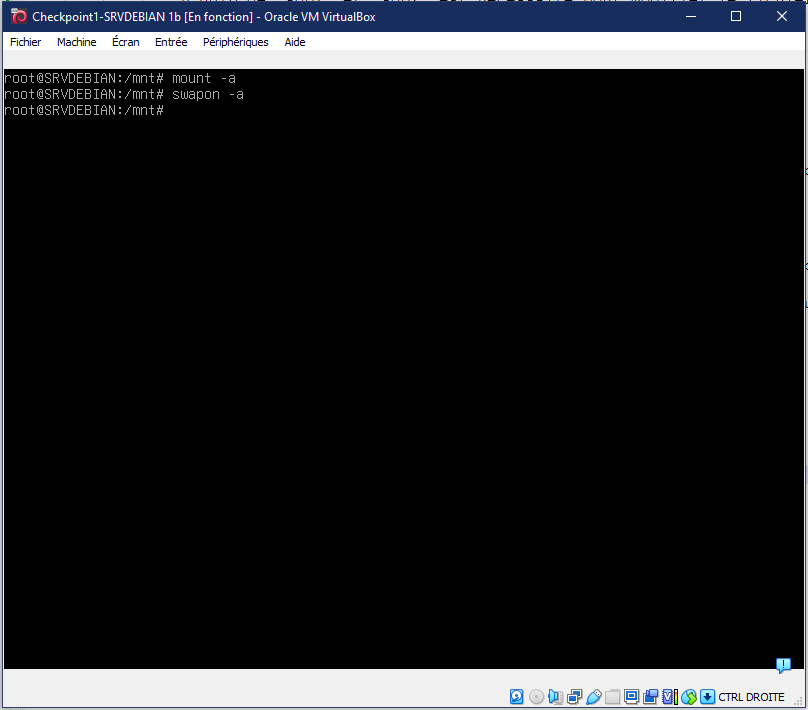 Checkpoint1-SRVDEBIAN 1b [En fonction] - Oracle VM VirtualBox
Fichier Machine Écran Entrée Périphériques Aide
root@SRVDEBIAN:/mnt# mount -a
root@SRVDEBIAN:/mnt# swapon -a
root@SRVDEBIAN:/mnt#
CTRL DROITE